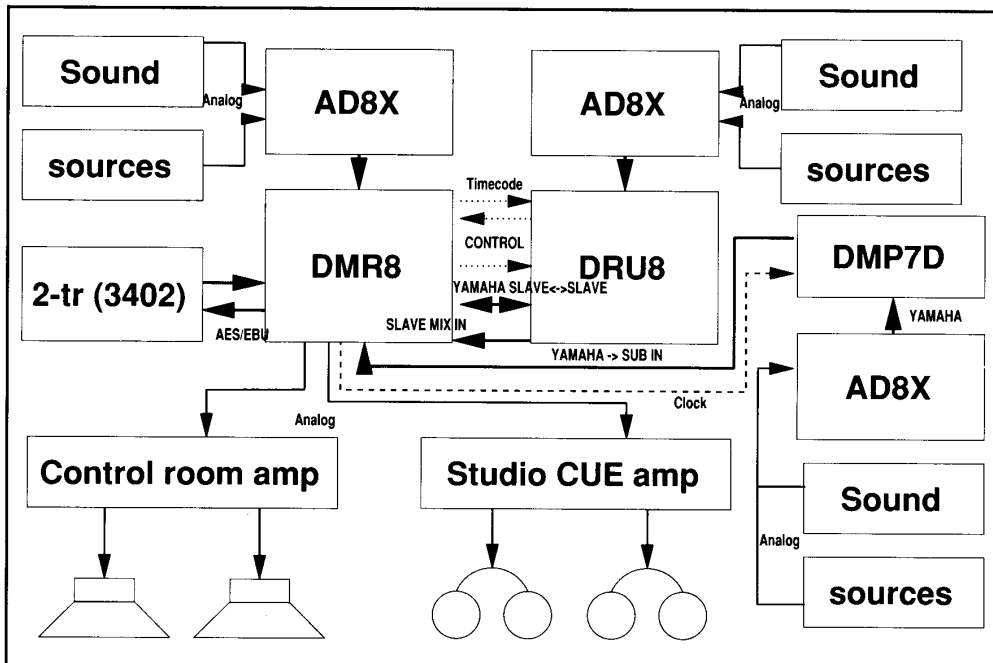 Sound
sources
Analog
AD8X
AD8X
Analog
Sound
sources
2-tr (3402)
AES/EBU
DMR8
Timecode
CONTROL
YAMAHA SLAVE<->SLAVE
SLAVE MIX IN
DRU8
YAMAHA -> SUB IN
DMP7D
YAMAHA
AD8X
Clock
Analog
Control room amp
Studio CUE amp
Analog
Sound
sources